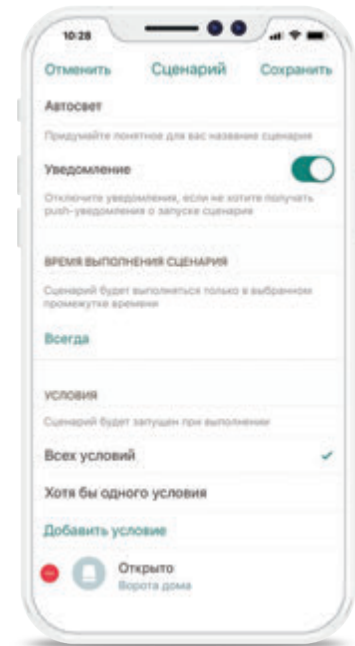 10:28
Отменить Сценарий Сохранить
Автосвет
Придумайте понятное для вас название сценария
Уведомление
Отключите уведомления, если не хотите получать
push-уведомления о запуске сценария
ВРЕМЯ ВЫПОЛНЕНИЯ СЦЕНАРИЯ
Сценарий будет выполняться только в выбранном
промежутке времени
Всегда
УСЛОВИЯ
Сценарий будет запущен при выполнении
Всех условий
Хотя бы одного условия
Добавить условие
Открыто
Ворота дома